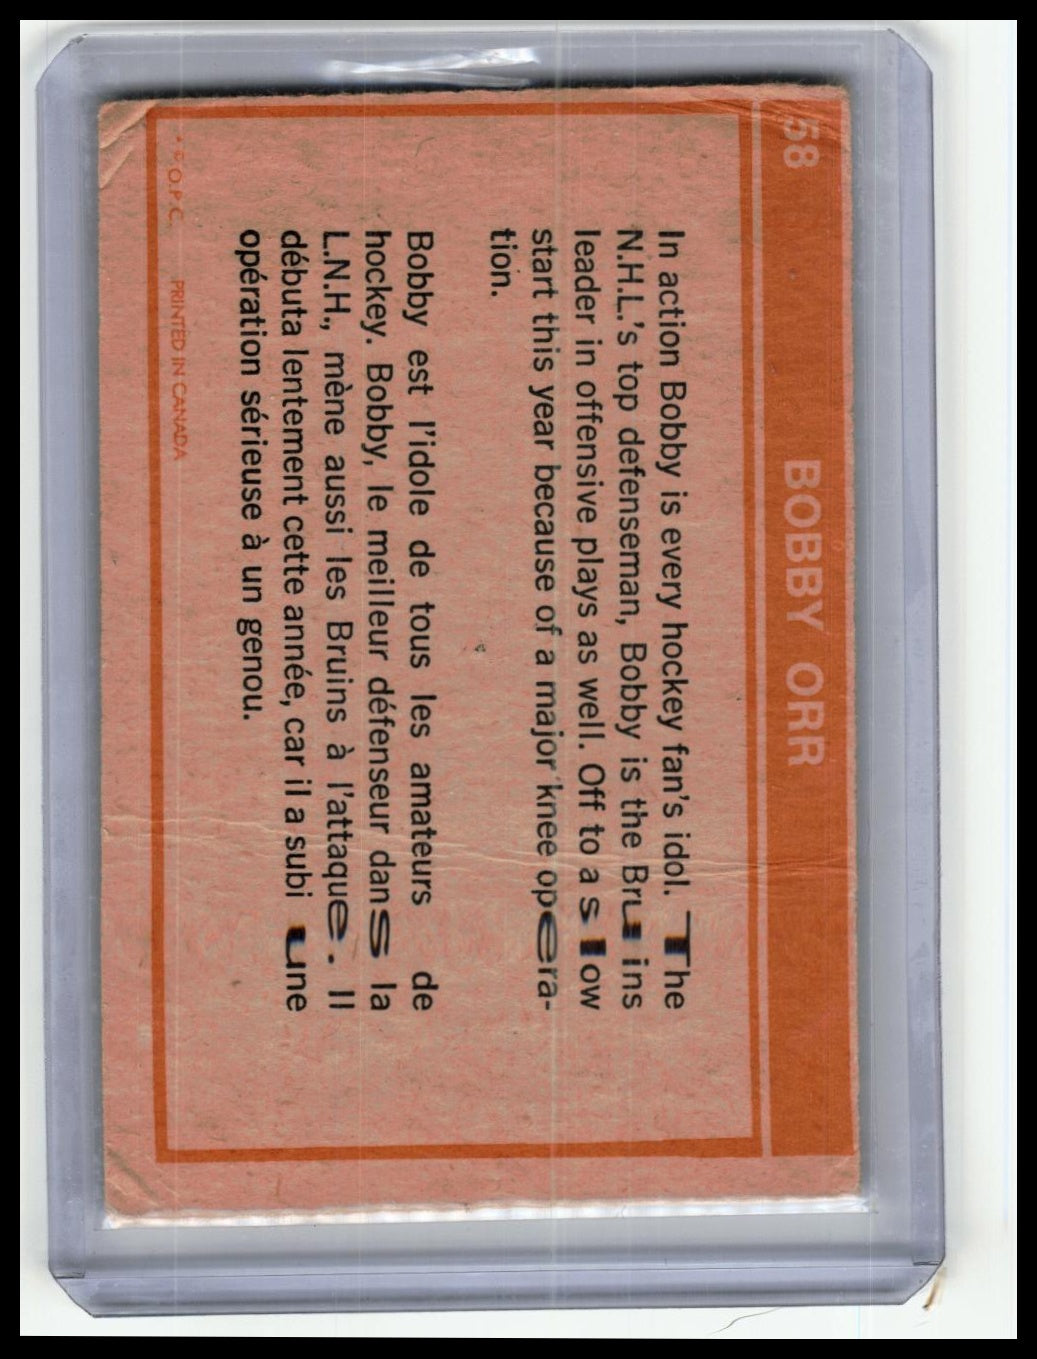 58 BOBBY ORR
In action Bobby is every hockey fan's idol. The
N.H.L.'s top defenseman, Bobby is the Bruins
leader in offensive plays as well. Off to a slow
start this year because of a major knee opera-
tion.
Bobby est l'idole de tous les amateurs de
hockey. Bobby, le meilleur défenseur dans la
L.N.H., mène aussi les Bruins à l'attaque. Il
débuta lentement cette année, car il a subi une
opération sérieuse à un genou.
O.P.C. PRINTED IN CANADA